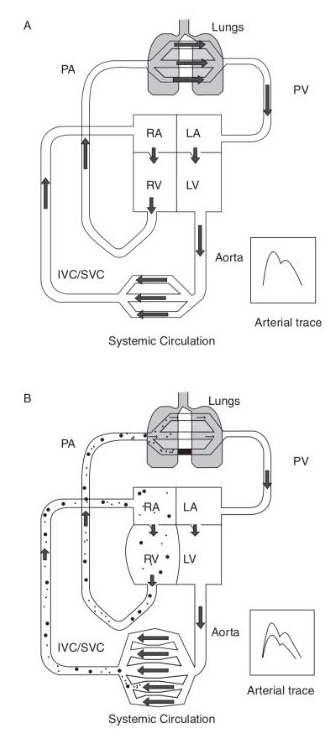 A
Lungs
PA
PV
RA LA
RV LV
IVC/SVC
Aorta
Arterial trace
Systemic Circulation
B
Lungs
PA
PV
RA LA
RV LV
Aorta
IVC/SVC
Arterial trace
Systemic Circulation